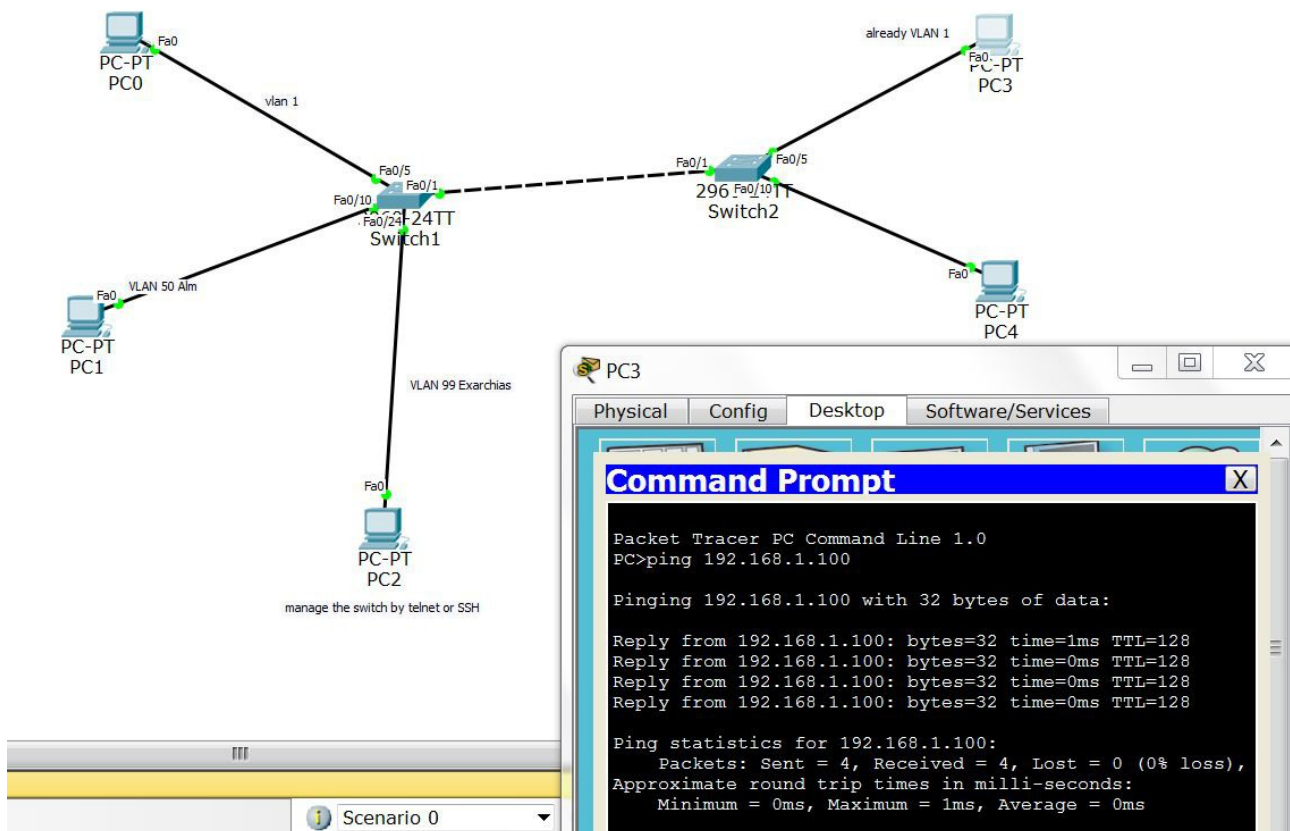 already VLAN 1
Fa0
PC-PT
PC0
Fa0
PC-PT
PC3
vlan 1
Fa0/5
Fa0/1
Fa0/10
Fa0/24
24TT
Switch1
Fa0/1
Fa0/5
Fa0/10
Switch2
VLAN 50 Alm
Fa0
PC-PT
PC1
Fa0
PC-PT
PC4
VLAN 99 Exarchias
Fa0
PC-PT
PC2
manage the switch by telnet or SSH
PC3
Physical Config Desktop Software/Services
Command Prompt X
Packet Tracer PC Command Line 1.0
PC>ping 192.168.1.100
Pinging 192.168.1.100 with 32 bytes of data:
Reply from 192.168.1.100: bytes=32 time=1ms TTL=128
Reply from 192.168.1.100: bytes=32 time=0ms TTL=128
Reply from 192.168.1.100: bytes=32 time=0ms TTL=128
Reply from 192.168.1.100: bytes=32 time=0ms TTL=128
Ping statistics for 192.168.1.100:
Packets: Sent = 4, Received = 4, Lost = 0 (0% loss),
Approximate round trip times in milli-seconds:
Minimum = 0ms, Maximum = 1ms, Average = 0ms
Scenario 0